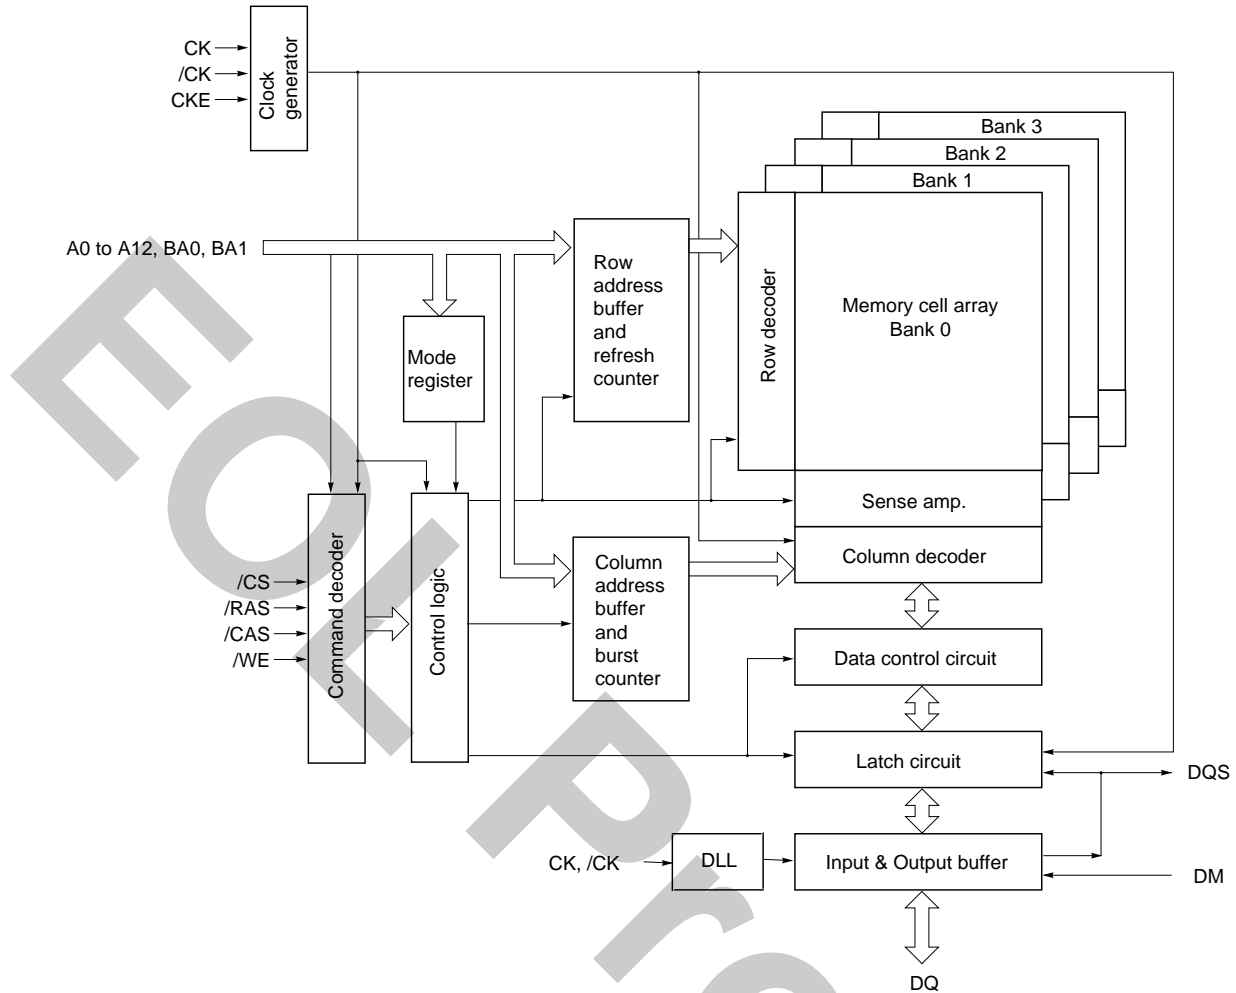 CK
/CK
CKE
Clock
generator
Bank 3
Bank 2
Bank 1
A0 to A12, BA0, BA1
Mode
register
Row
address
buffer
and
refresh
counter
Row decoder
Memory cell array
Bank 0
Sense amp.
Column decoder
/CS
/RAS
/CAS
/WE
Command decoder
Control logic
Column
address
buffer
and
burst
counter
Data control circuit
Latch circuit
DQS
CK, /CK
DLL
Input & Output buffer
DM
DQ
EOL Pro